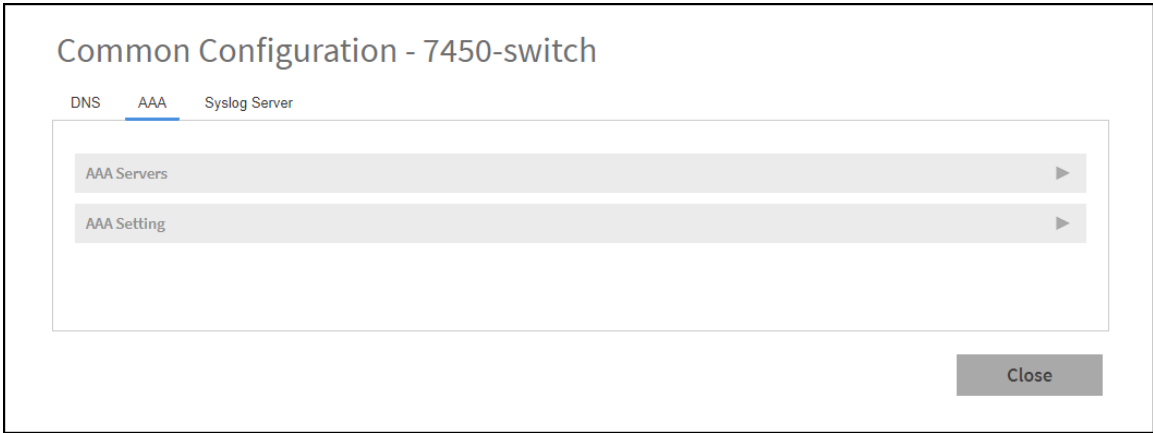 Common Configuration - 7450-switch
DNS AAA Syslog Server
AAA Servers
AAA Setting
Close